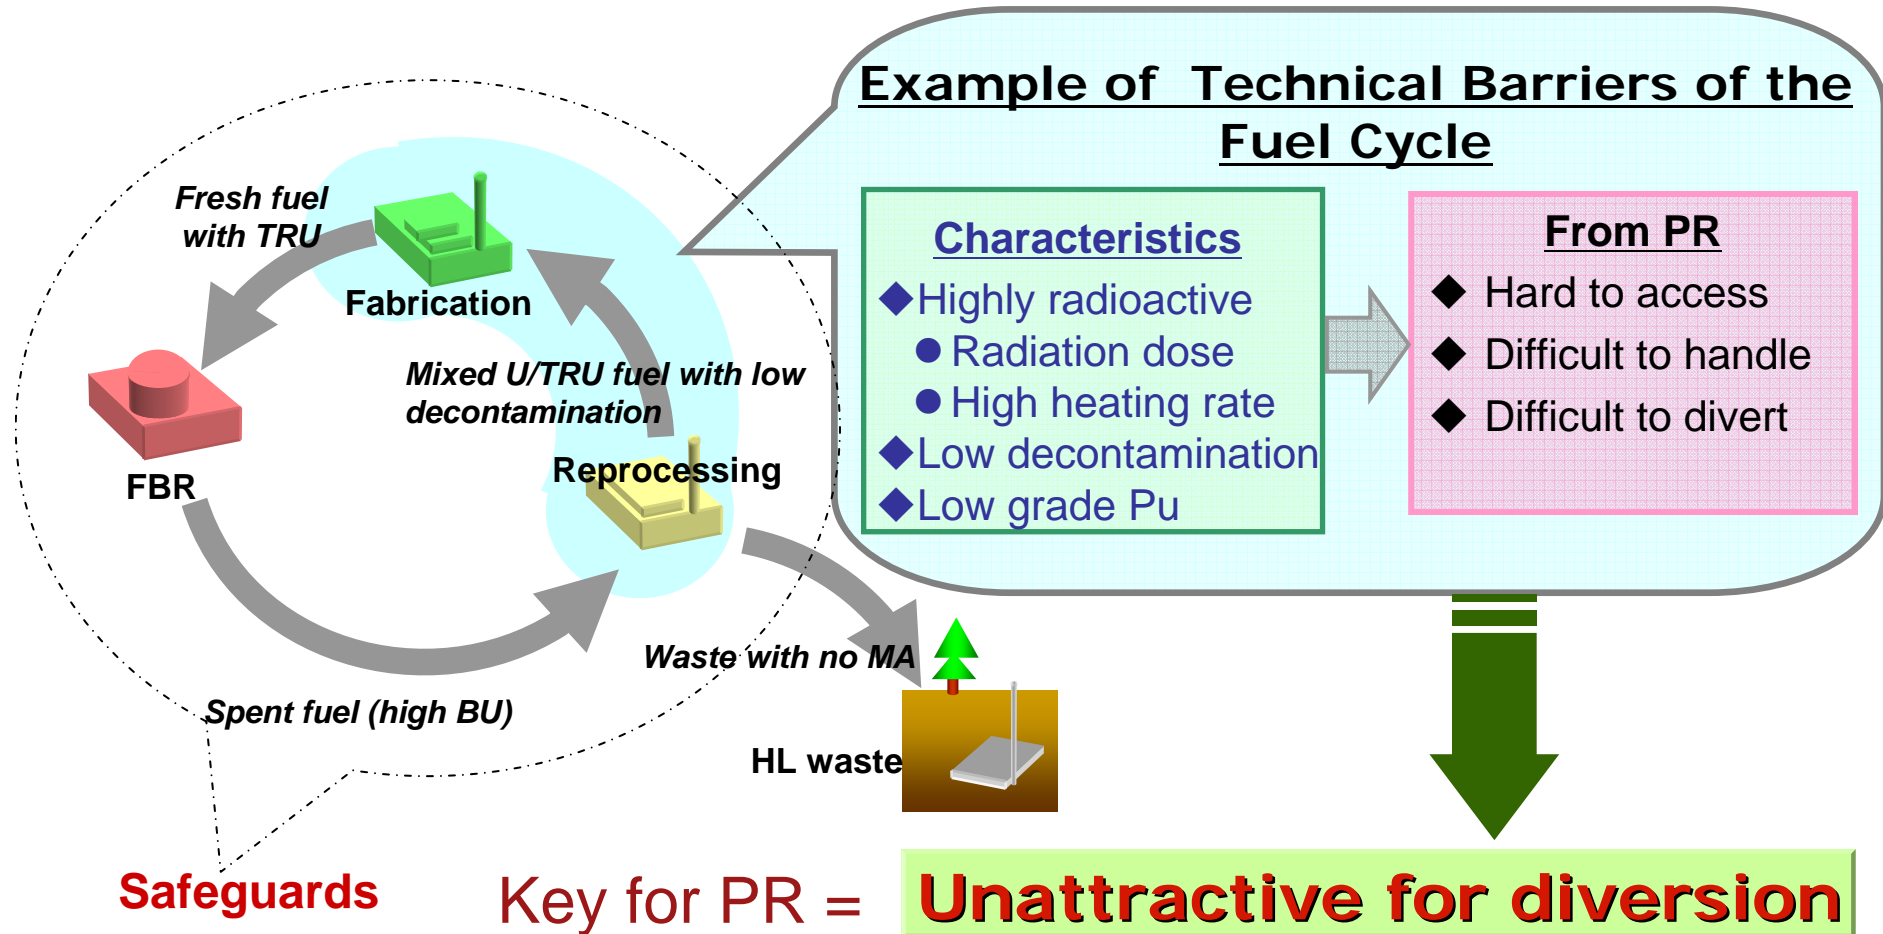 Example of Technical Barriers of the
Fuel Cycle
Fresh fuel
with TRU
Fabrication
Mixed U/TRU fuel with low
decontamination
Reprocessing
FBR
Spent fuel (high BU)
Waste with no MA
HL waste
Characteristics
◆Highly radioactive
●Radiation dose
●High heating rate
◆Low decontamination
◆Low grade Pu
From PR
◆ Hard to access
◆ Difficult to handle
◆ Difficult to divert
Safeguards
Key for PR = Unattractive for diversion